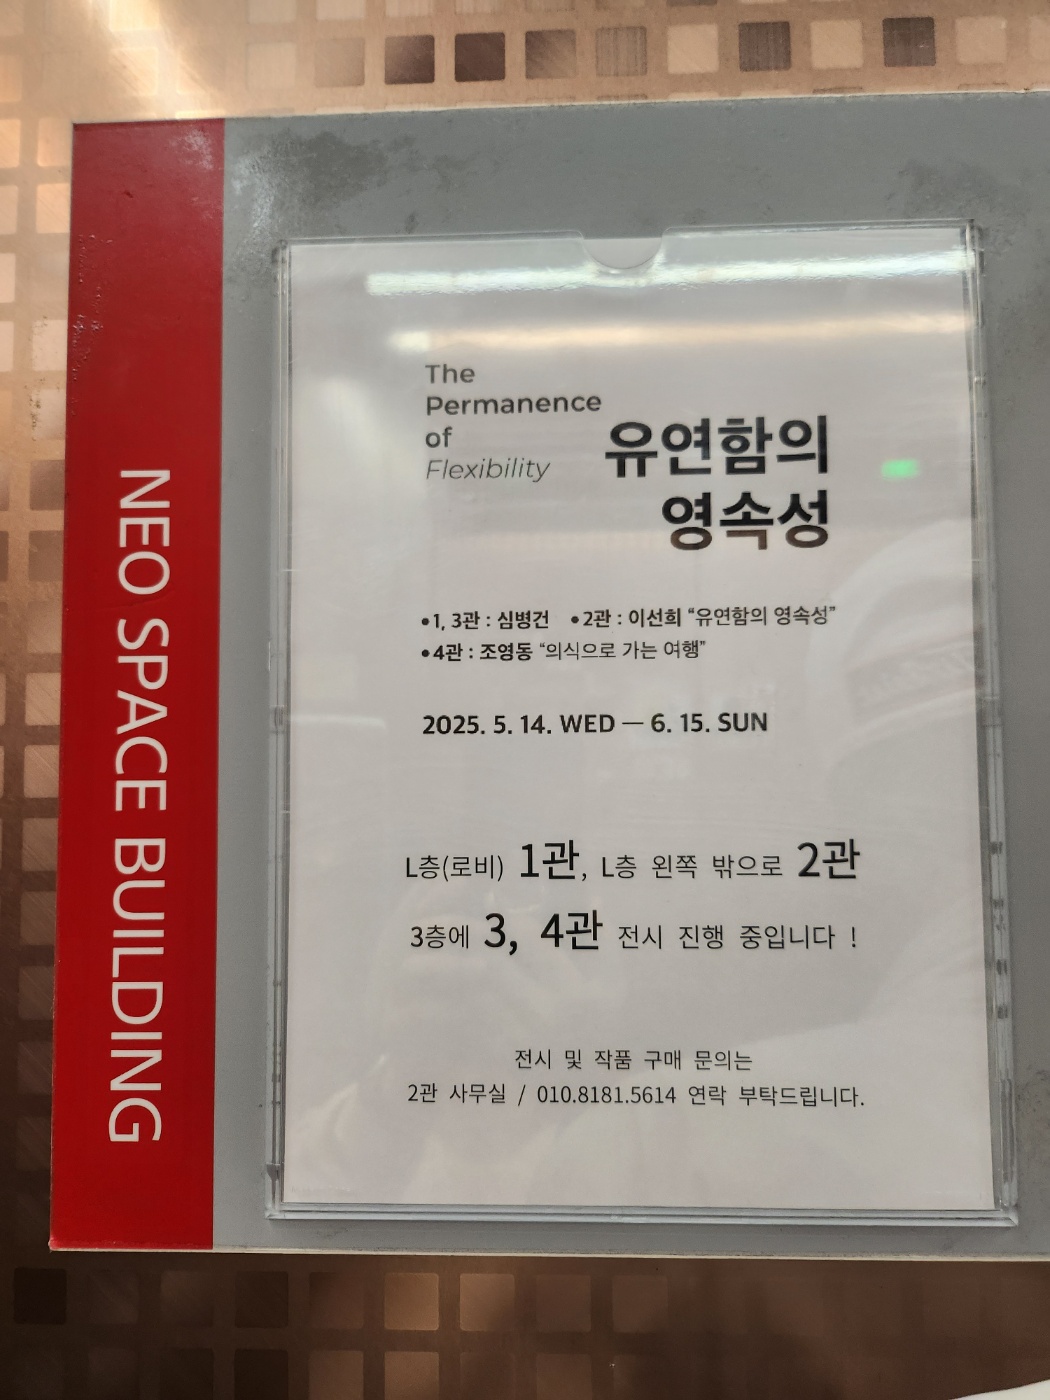 NEO SPACE BUILDING
The
Permanence
of
Flexibility
유연함의
영속성
•1, 3관 : 심병건 •2관 : 이선희 “유연함의 영속성”
•4관 : 조영동 “의식으로 가는 여행”
2025. 5. 14. WED — 6. 15. SUN
L층(로비) 1관, L층 왼쪽 밖으로 2관
3층에 3, 4관 전시 진행 중입니다 !
전시 및 작품 구매 문의는
2관 사무실 / 010.8181.5614 연락 부탁드립니다.